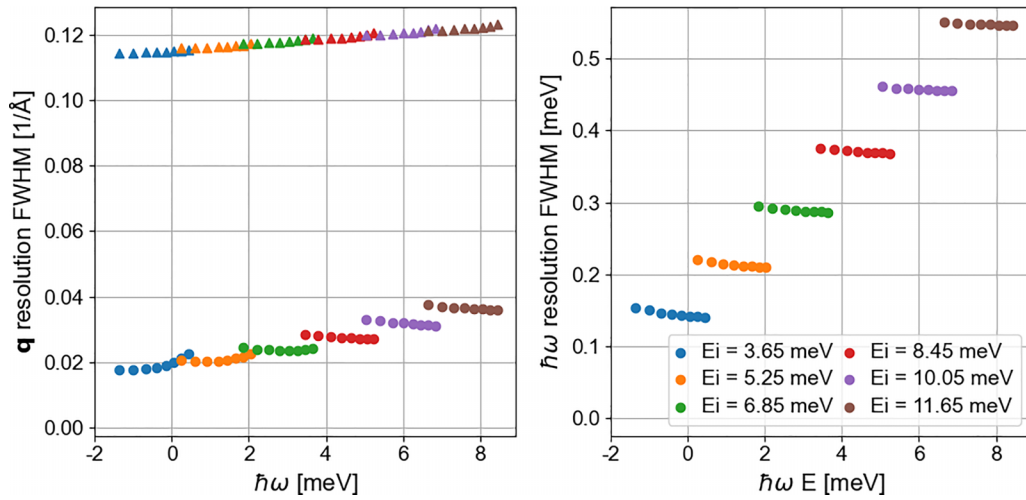 q resolution FWHM [1/Å]
0.12
0.10
0.08
0.06
0.04
0.02
0.00
-2
0
2
4
6
8
ħω [meV]
ħω resolution FWHM [meV]
0.5
0.4
0.3
0.2
0.1
0.0
-2
0
2
4
6
8
ħω E [meV]
Ei = 3.65 meV
Ei = 5.25 meV
Ei = 6.85 meV
Ei = 8.45 meV
Ei = 10.05 meV
Ei = 11.65 meV